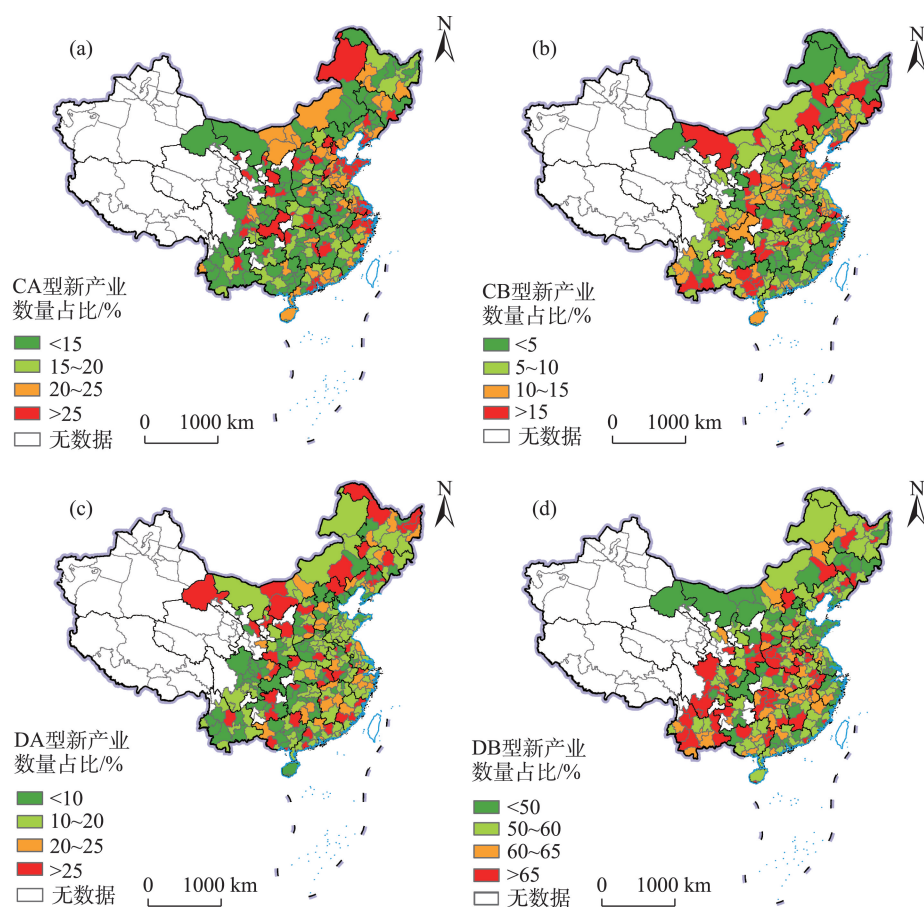 (a)
N
CA型新产业
数量占比/%
<15
15~20
20~25
>25
无数据
0 1000 km
(b)
N
CB型新产业
数量占比/%
<5
5~10
10~15
>15
无数据
0 1000 km
(c)
N
DA型新产业
数量占比/%
<10
10~20
20~25
>25
无数据
0 1000 km
(d)
N
DB型新产业
数量占比/%
<50
50~60
60~65
>65
无数据
0 1000 km